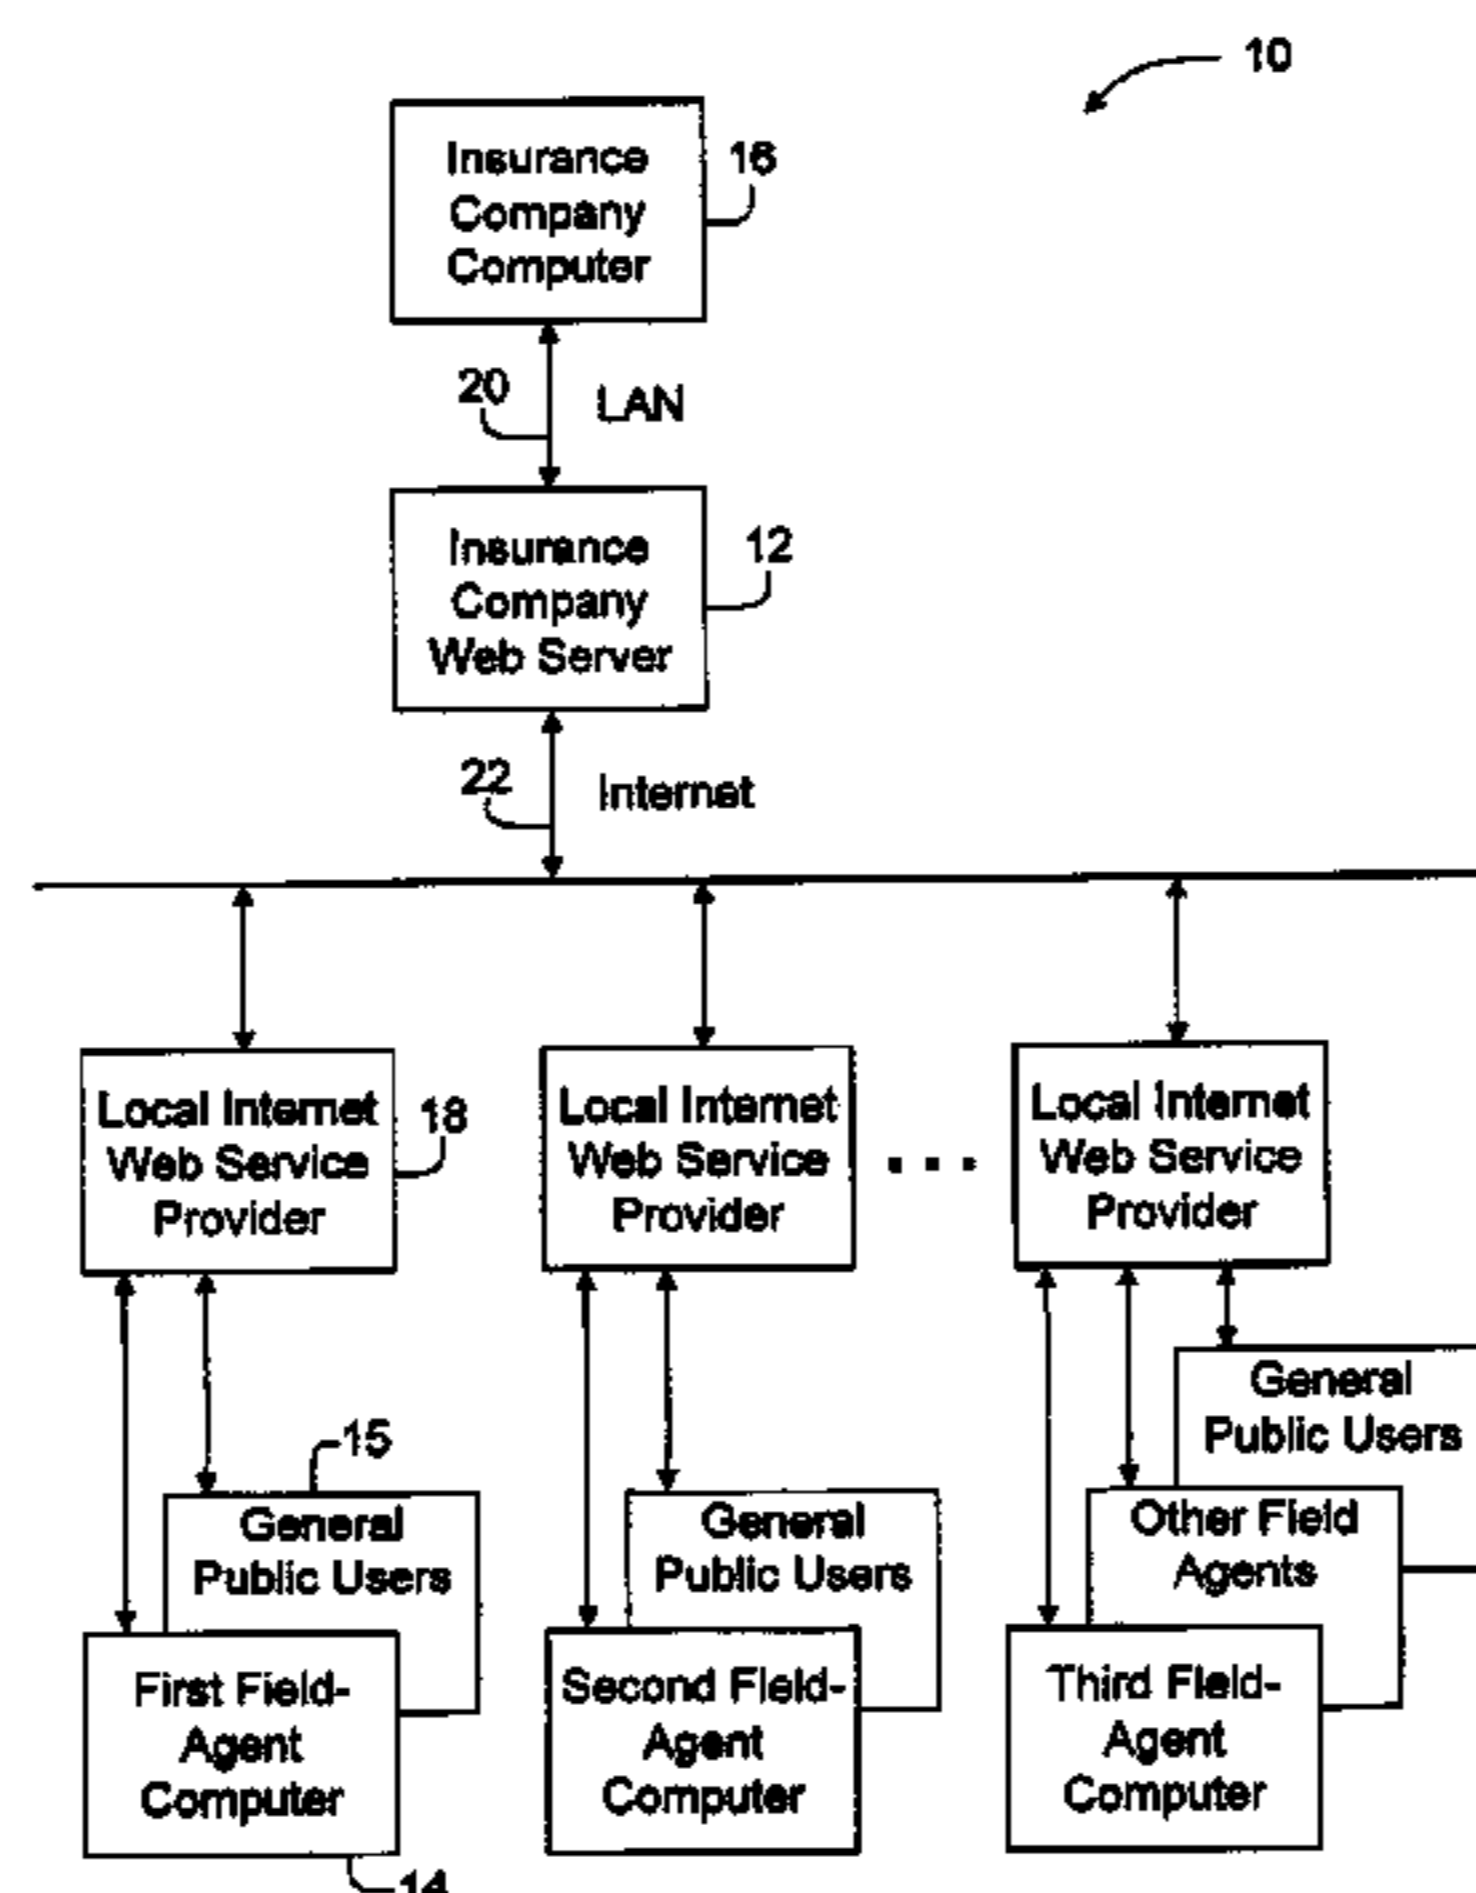 10
Insurance
Company
Computer
16
20
LAN
Insurance
Company
Web Server
12
22
Internet
Local Internet
Web Service
Provider
18
Local Internet
Web Service
Provider
. . .
Local Internet
Web Service
Provider
15
General
Public Users
First Field-
Agent
Computer
14
General
Public Users
Second Field-
Agent
Computer
General
Public Users
Other Field
Agents
Third Field-
Agent
Computer